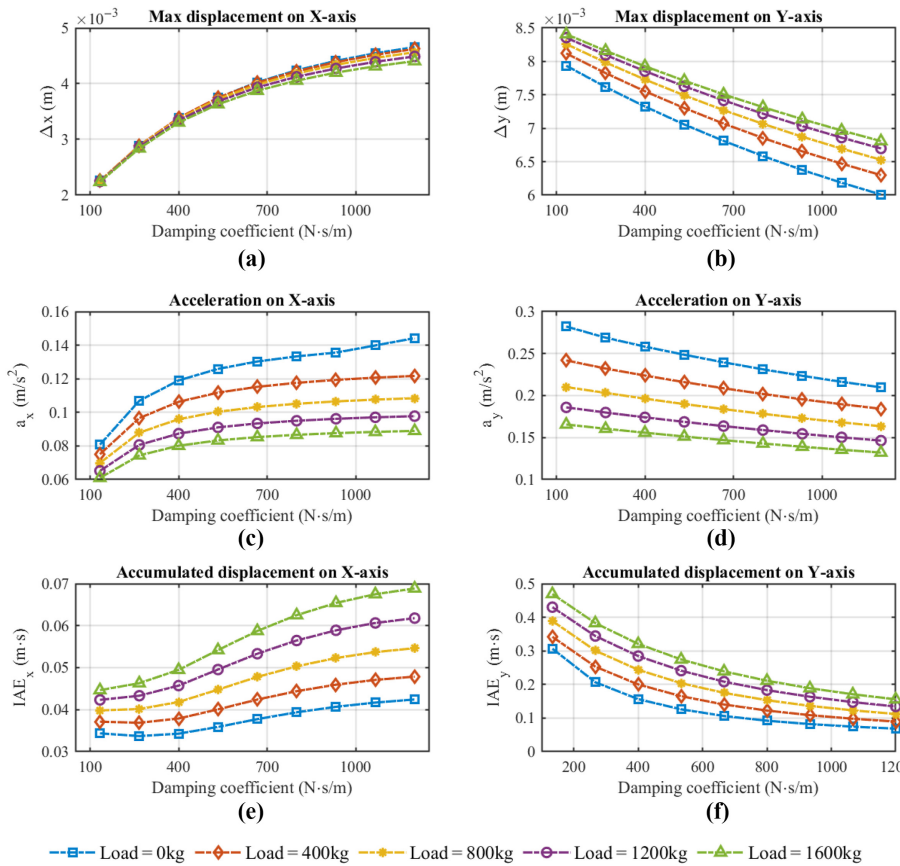 Max displacement on X-axis
×10⁻³
5
4
3
2
Δx (m)
100 400 700 1000
Damping coefficient (N·s/m)
(a)
Max displacement on Y-axis
×10⁻³
8.5
8
7.5
7
6.5
6
Δy (m)
100 400 700 1000
Damping coefficient (N·s/m)
(b)
Acceleration on X-axis
0.16
0.14
0.12
0.1
0.08
0.06
aₓ (m/s²)
100 400 700 1000
Damping coefficient (N·s/m)
(c)
Acceleration on Y-axis
0.3
0.25
0.2
0.15
0.1
a_y (m/s²)
100 400 700 1000
Damping coefficient (N·s/m)
(d)
Accumulated displacement on X-axis
0.07
0.06
0.05
0.04
0.03
IAEₓ (m·s)
100 400 700 1000
Damping coefficient (N·s/m)
(e)
Accumulated displacement on Y-axis
0.5
0.4
0.3
0.2
0.1
0
IAE_y (m·s)
200 400 600 800 1000 120
Damping coefficient (N·s/m)
(f)
Load = 0kg Load = 400kg Load = 800kg Load = 1200kg Load = 1600kg